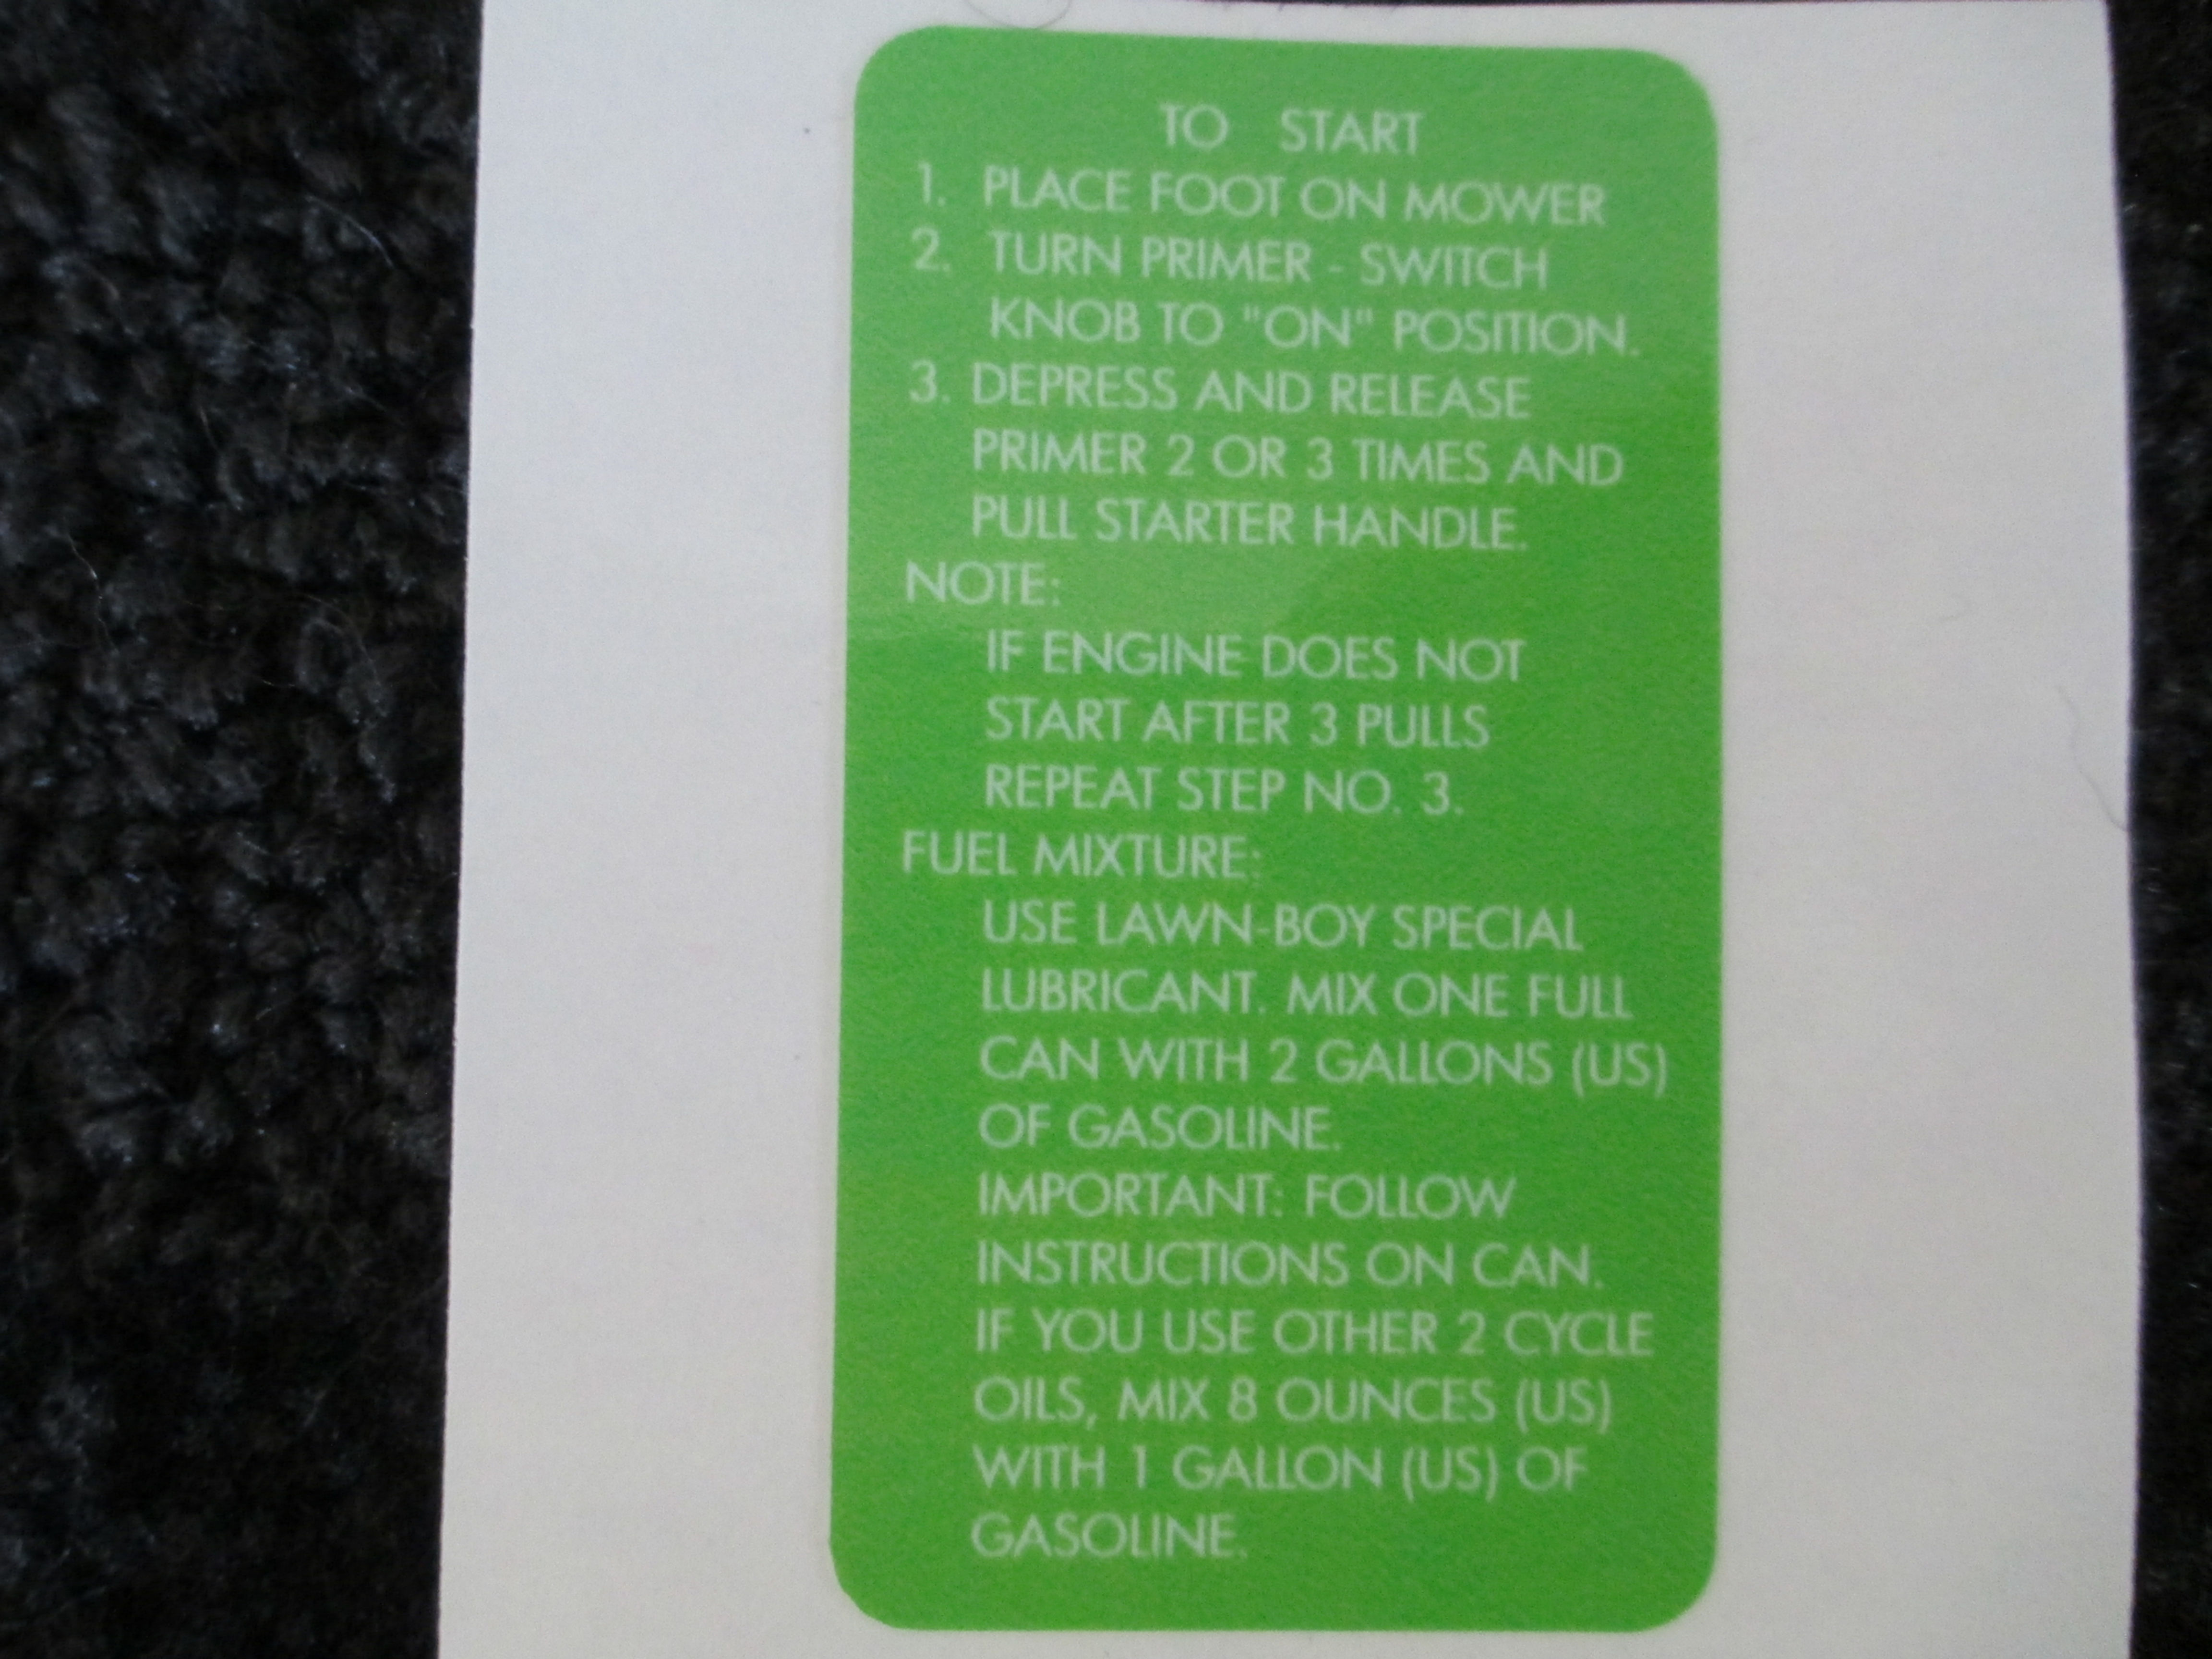 TO START
1. PLACE FOOT ON MOWER
2. TURN PRIMER - SWITCH
KNOB TO "ON" POSITION.
3. DEPRESS AND RELEASE
PRIMER 2 OR 3 TIMES AND
PULL STARTER HANDLE.
NOTE:
IF ENGINE DOES NOT
START AFTER 3 PULLS
REPEAT STEP NO. 3.
FUEL MIXTURE:
USE LAWN-BOY SPECIAL
LUBRICANT. MIX ONE FULL
CAN WITH 2 GALLONS (US)
OF GASOLINE.
IMPORTANT: FOLLOW
INSTRUCTIONS ON CAN.
IF YOU USE OTHER 2 CYCLE
OILS, MIX 8 OUNCES (US)
WITH 1 GALLON (US) OF
GASOLINE.